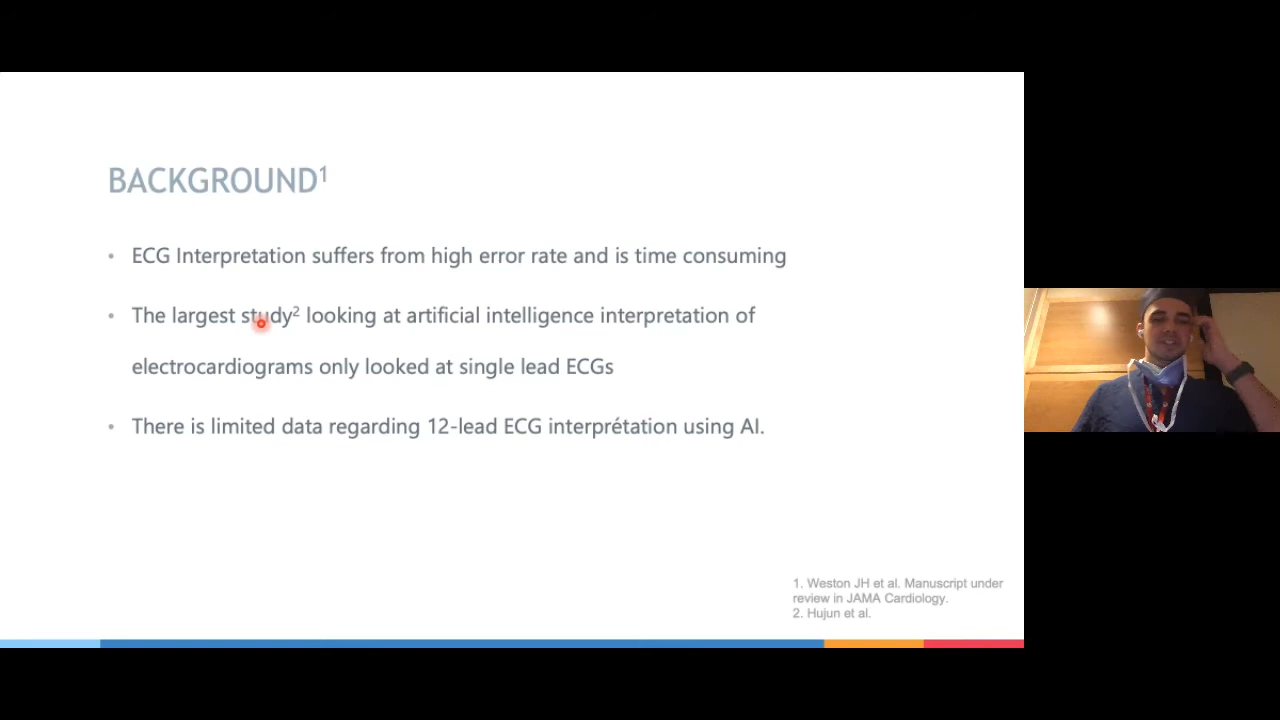 BACKGROUND¹
• ECG Interpretation suffers from high error rate and is time consuming
• The largest study² looking at artificial intelligence interpretation of
electrocardiograms only looked at single lead ECGs
• There is limited data regarding 12-lead ECG interprétation using AI.
1. Weston JH et al. Manuscript under
review in JAMA Cardiology.
2. Hujun et al.